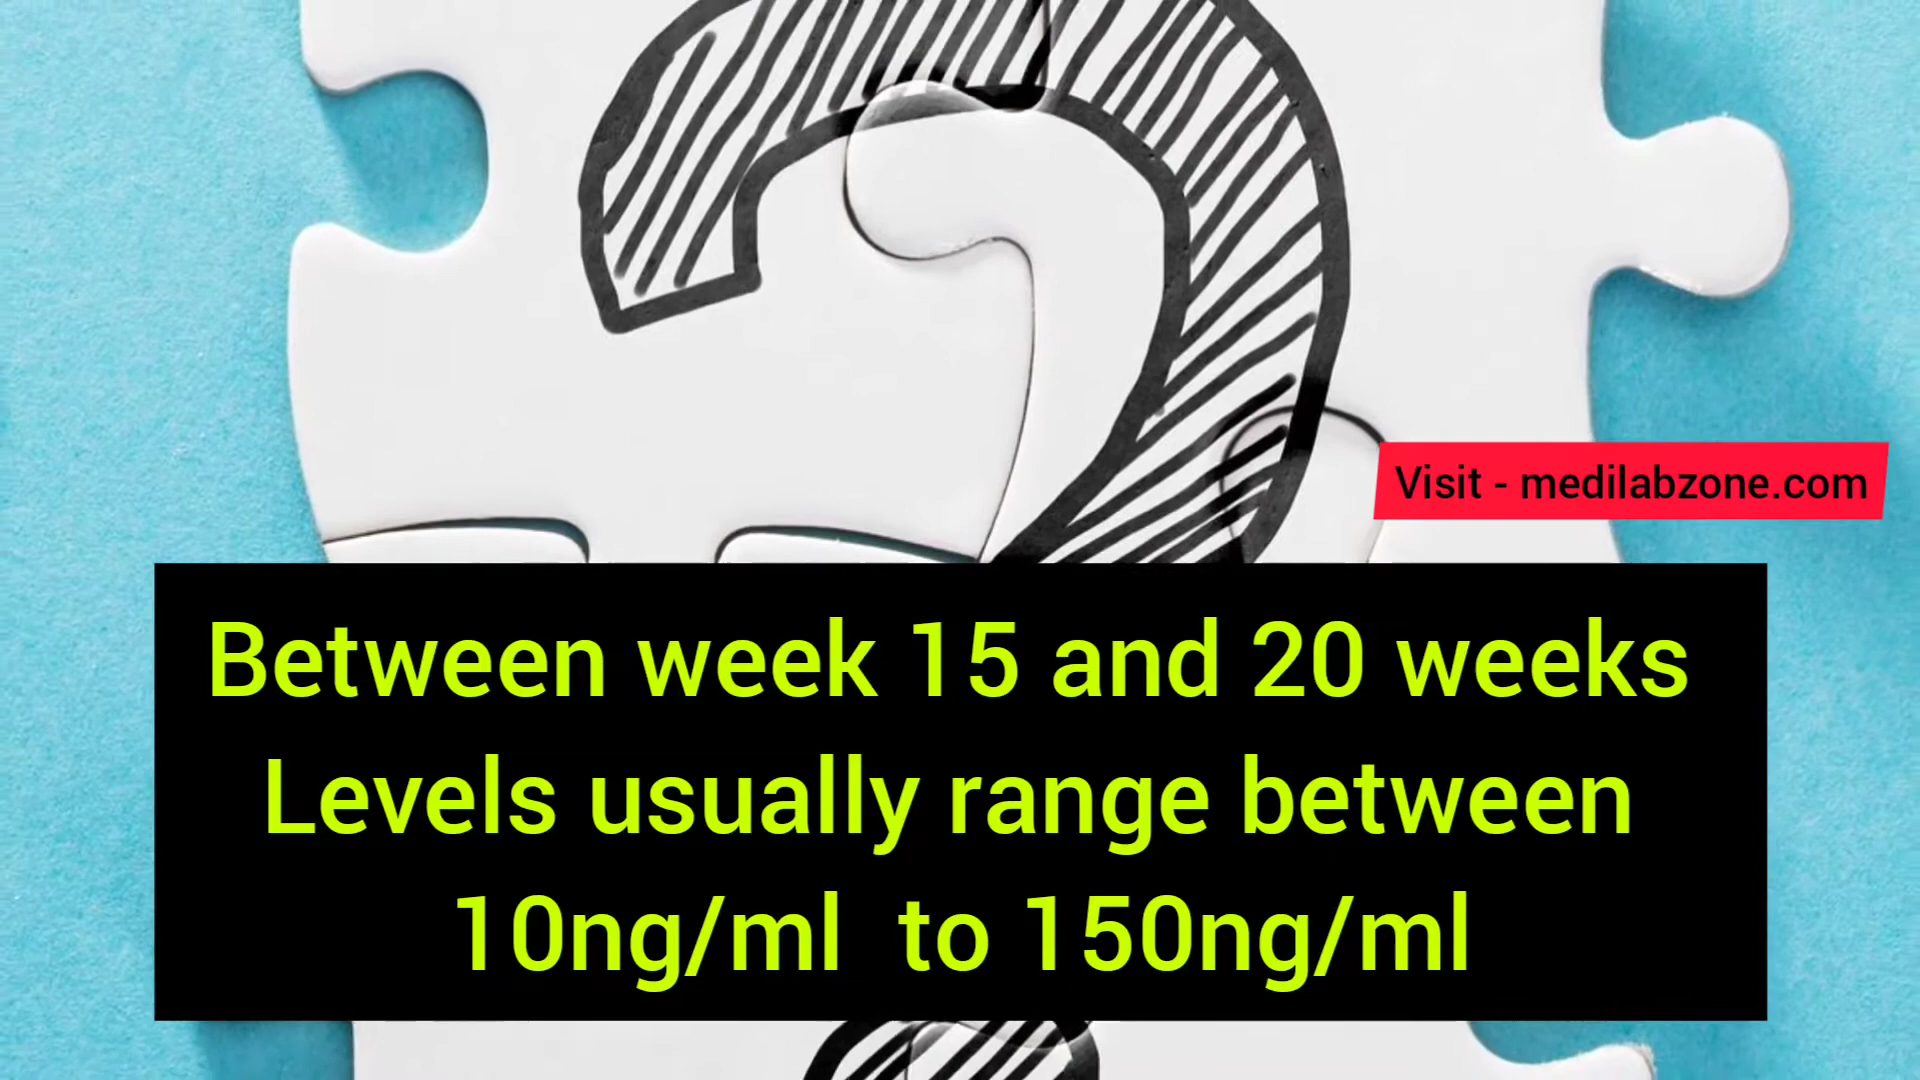 Visit - medilabzone.com
Between week 15 and 20 weeks
Levels usually range between
10ng/ml  to 150ng/ml